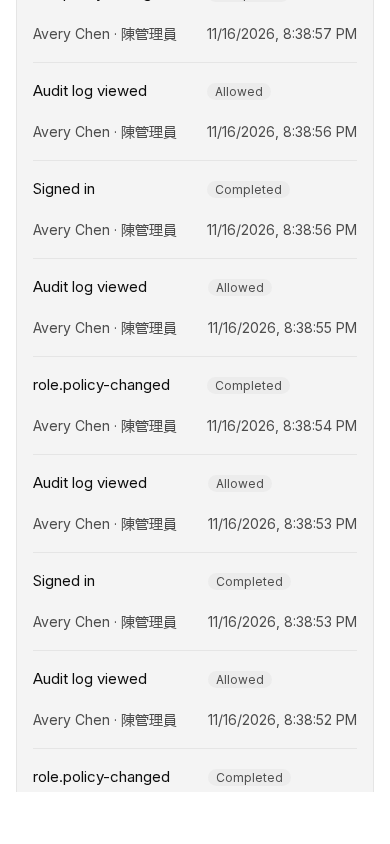 Avery Chen · 陳管理員 11/16/2026, 8:38:57 PM
Audit log viewed Allowed
Avery Chen · 陳管理員 11/16/2026, 8:38:56 PM
Signed in Completed
Avery Chen · 陳管理員 11/16/2026, 8:38:56 PM
Audit log viewed Allowed
Avery Chen · 陳管理員 11/16/2026, 8:38:55 PM
role.policy-changed Completed
Avery Chen · 陳管理員 11/16/2026, 8:38:54 PM
Audit log viewed Allowed
Avery Chen · 陳管理員 11/16/2026, 8:38:53 PM
Signed in Completed
Avery Chen · 陳管理員 11/16/2026, 8:38:53 PM
Audit log viewed Allowed
Avery Chen · 陳管理員 11/16/2026, 8:38:52 PM
role.policy-changed Completed